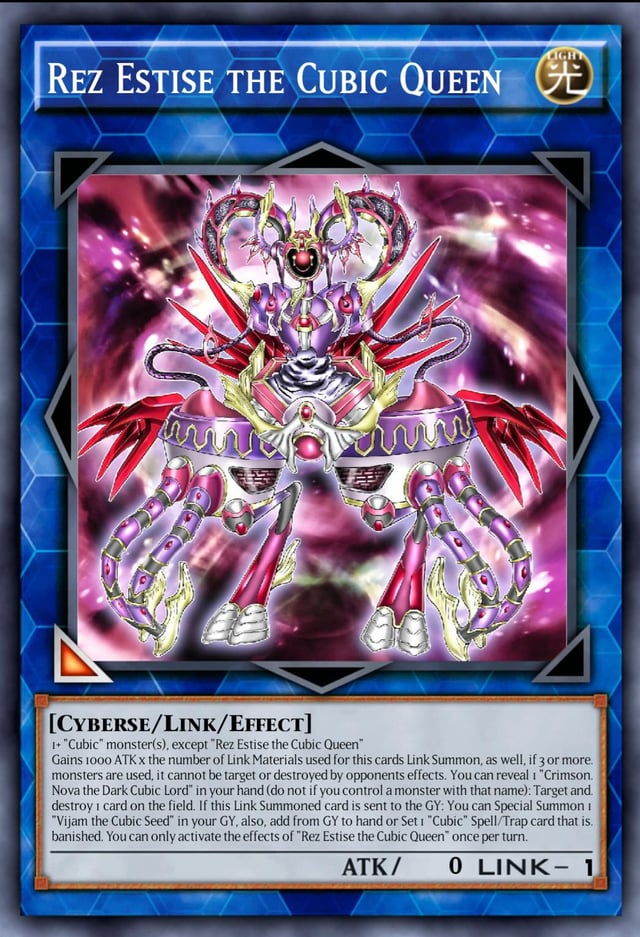 REZ ESTISE THE CUBIC QUEEN
LIGHT
光
[CYBERSE/LINK/EFFECT]
1+ "Cubic" monster(s), except "Rez Estise the Cubic Queen"
Gains 1000 ATK x the number of Link Materials used for this cards Link Summon, as well, if 3 or more.
monsters are used, it cannot be target or destroyed by opponents effects. You can reveal 1 "Crimson.
Nova the Dark Cubic Lord" in your hand (do not if you control a monster with that name): Target and.
destroy 1 card on the field. If this Link Summoned card is sent to the GY: You can Special Summon 1
"Vijam the Cubic Seed" in your GY, also, add from GY to hand or Set 1 "Cubic" Spell/Trap card that is.
banished. You can only activate the effects of "Rez Estise the Cubic Queen" once per turn.
ATK/ 0 LINK- 1